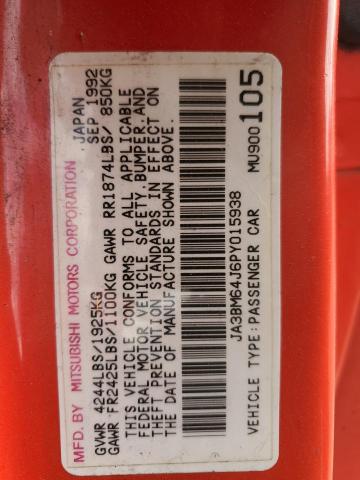 JAPAN
MFD. BY MITSUBISHI MOTORS CORPORATION SEP 1992
GVWR 4244LBS/1925KG
GAWR FR2425LBS/1100KG GAWR RR1874LBS/ 850KG
THIS VEHICLE CONFORMS TO ALL APPLICABLE
FEDERAL MOTOR VEHICLE SAFETY,BUMPER,AND
THEFT PREVENTION STANDARDS IN EFFECT ON
THE DATE OF MANUFACTURE SHOWN ABOVE.
JA3BM64J6PY015938
VEHICLE TYPE:PASSENGER CAR MU900105